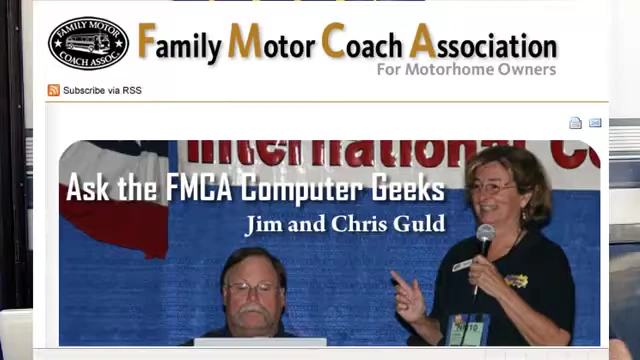 FAMILY MOTOR
COACH ASSOC.
Family Motor Coach Association
For Motorhome Owners
Subscribe via RSS
International Co
Ask the FMCA Computer Geeks
Jim and Chris Guld